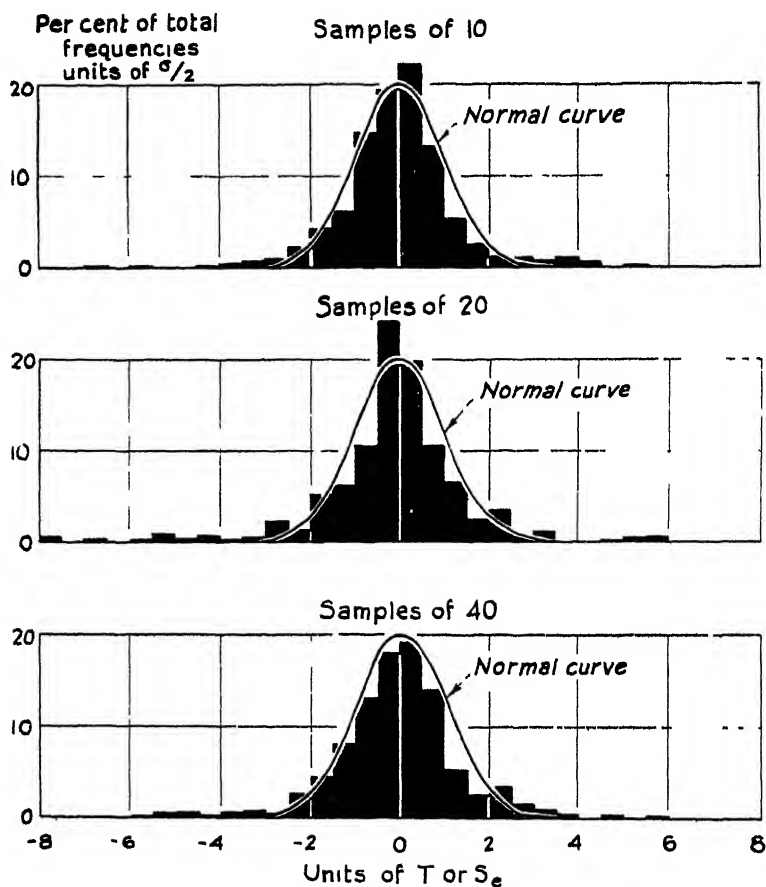 Per cent of total
frequencies
units of σ/2
Samples of 10
Normal curve
20
10
0
Samples of 20
Normal curve
20
10
0
Samples of 40
Normal curve
20
10
0
-8 -6 -4 -2 0 2 4 6 8
Units of T or Se